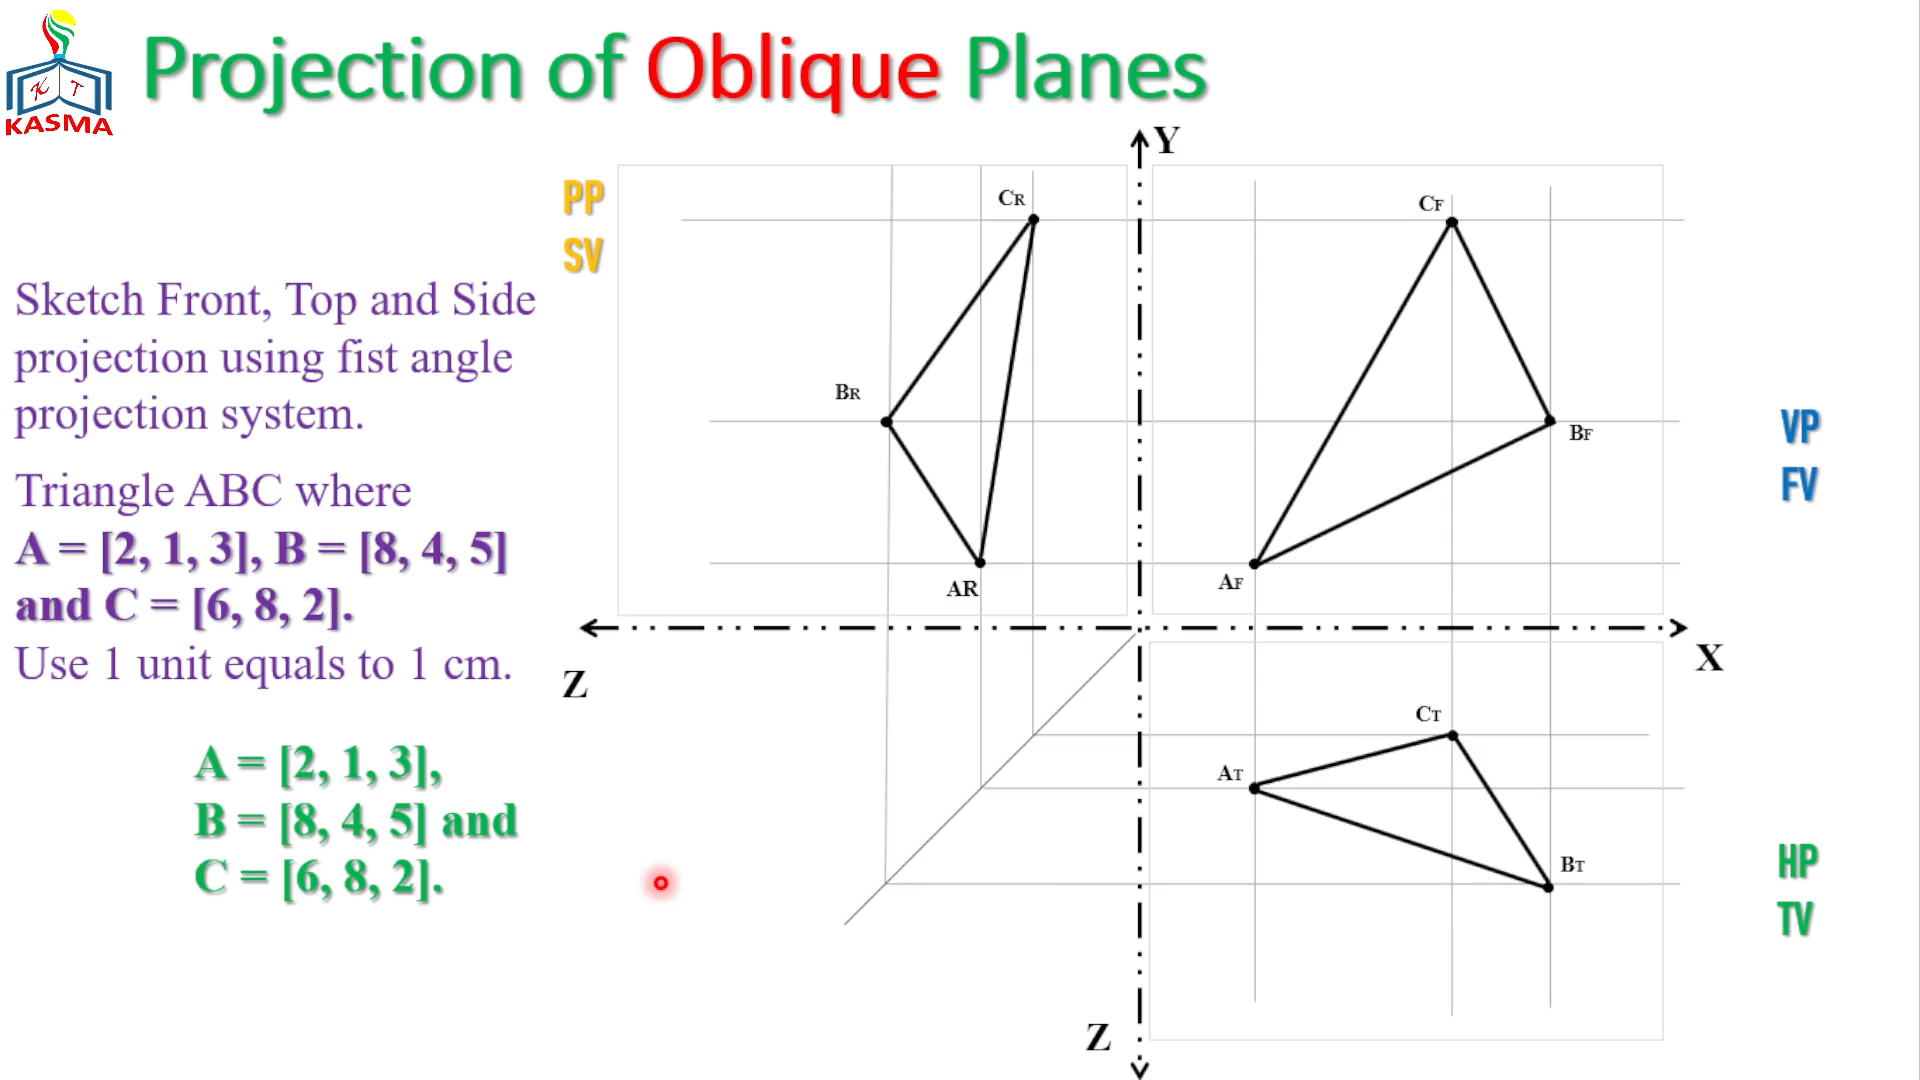 K T
KASMA
Projection of Oblique Planes
Y
PP
SV
CR
CF
Sketch Front, Top and Side
projection using fist angle
projection system.
BR
BF
VP
FV
Triangle ABC where
A = [2, 1, 3], B = [8, 4, 5]
and C = [6, 8, 2].
Use 1 unit equals to 1 cm.
AR
AF
Z
X
A = [2, 1, 3],
B = [8, 4, 5] and
C = [6, 8, 2].
CT
AT
BT
HP
TV
Z